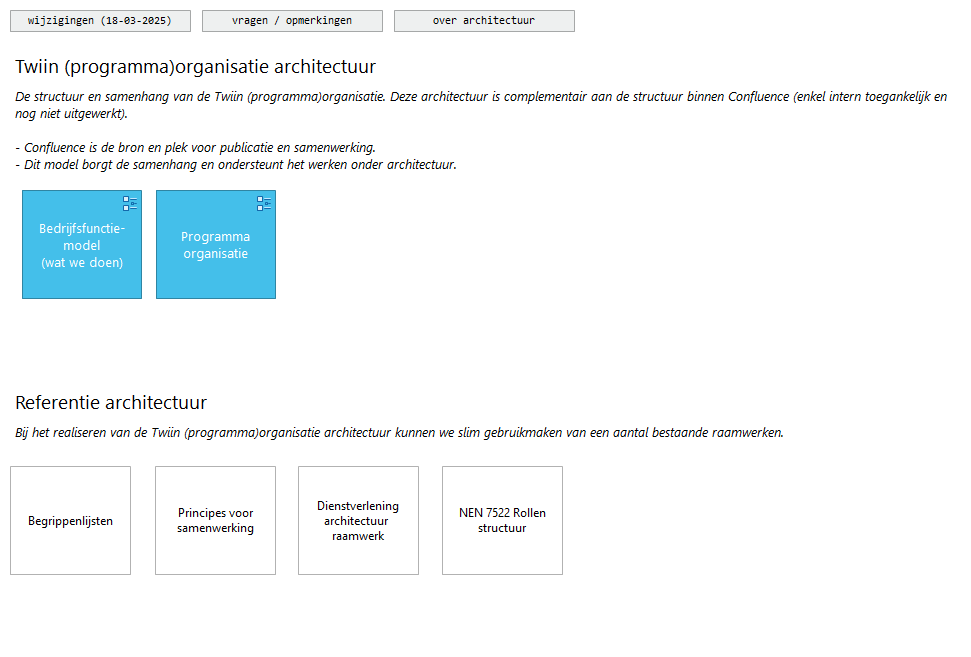 wijzigingen (18-03-2025)
vragen / opmerkingen
over architectuur
Twiin (programma)organisatie architectuur
De structuur en samenhang van de Twiin (programma)organisatie. Deze architectuur is complementair aan de structuur binnen Confluence (enkel intern toegankelijk en
nog niet uitgewerkt).
- Confluence is de bron en plek voor publicatie en samenwerking.
- Dit model borgt de samenhang en ondersteunt het werken onder architectuur.
Bedrijfsfunctie-
model
(wat we doen)
Programma
organisatie
Referentie architectuur
Bij het realiseren van de Twiin (programma)organisatie architectuur kunnen we slim gebruikmaken van een aantal bestaande raamwerken.
Begrippenlijsten
Principes voor
samenwerking
Dienstverlening
architectuur
raamwerk
NEN 7522 Rollen
structuur